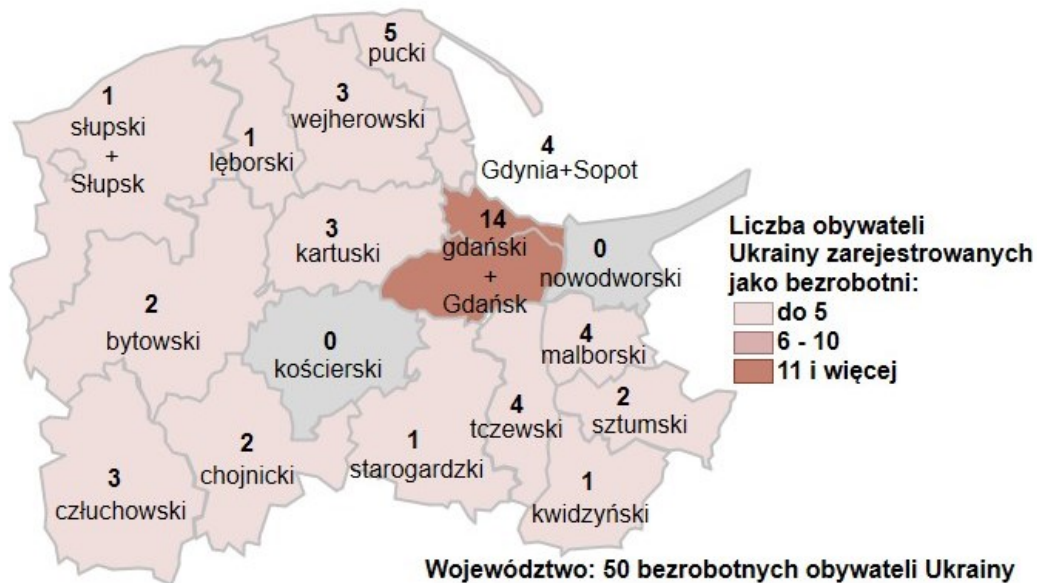 5
pucki
1
słupski
+
Słupsk
1
lęborski
3
wejherowski
4
Gdynia+Sopot
3
kartuski
14
gdański
+
Gdańsk
0
nowodworski
2
bytowski
0
kościerski
4
malborski
2
sztumski
4
tczewski
1
starogardzki
2
chojnicki
3
człuchowski
1
kwidzyński
Liczba obywateli
Ukrainy zarejestrowanych
jako bezrobotni:
do 5
6 - 10
11 i więcej
Województwo: 50 bezrobotnych obywateli Ukrainy